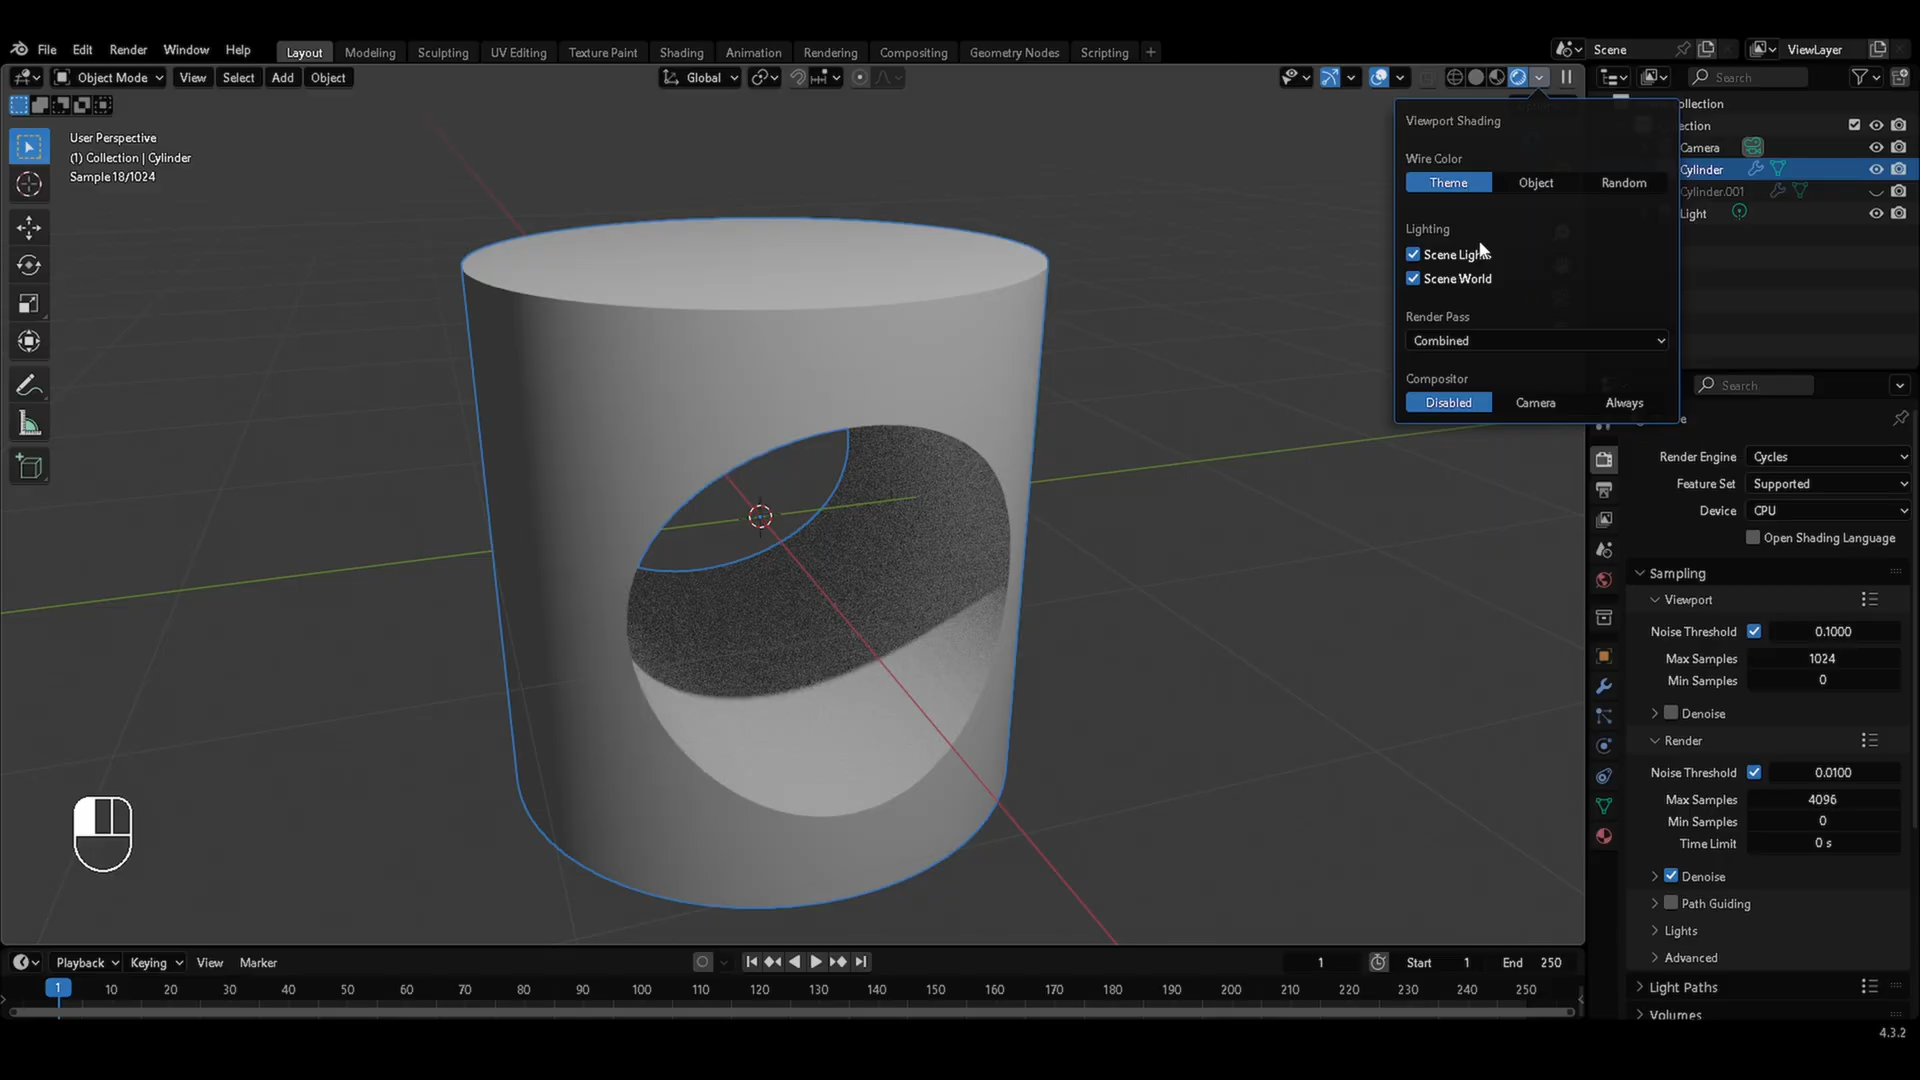 File Edit Render Window Help Layout Modeling Sculpting UV Editing Texture Paint Shading Animation Rendering Compositing Geometry Nodes Scripting + Scene ViewLayer
Object Mode View Select Add Object Global Search
User Perspective
(1) Collection | Cylinder
Sample 18/1024
Viewport Shading
Wire Color
Theme Object Random
Lighting
Scene Lights
Scene World
Render Pass
Combined
Compositor
Disabled Camera Always
ollection
ection
Camera
Cylinder
Cylinder.001
Light
Search
e
Render Engine Cycles
Feature Set Supported
Device CPU
Open Shading Language
Sampling
Viewport
Noise Threshold 0.1000
Max Samples 1024
Min Samples 0
Denoise
Render
Noise Threshold 0.0100
Max Samples 4096
Min Samples 0
Time Limit 0 s
Denoise
Path Guiding
Lights
Advanced
Light Paths
Volumes
Playback Keying View Marker 1 Start 1 End 250
1 10 20 30 40 50 60 70 80 90 100 110 120 130 140 150 160 170 180 190 200 210 220 230 240 250
4.3.2